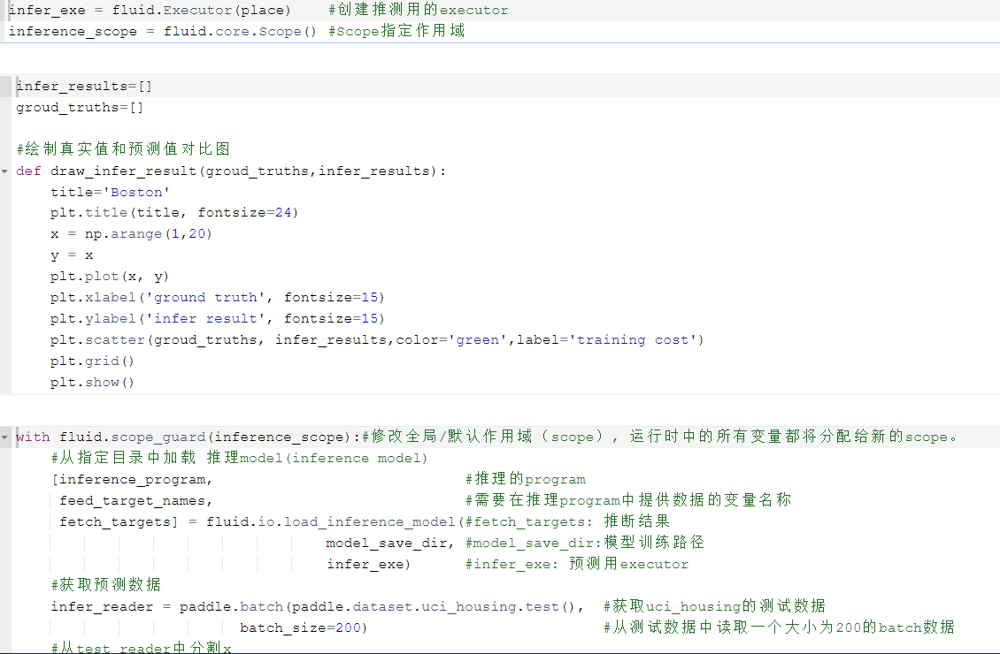 infer_exe = fluid.Executor(place)    #创建推测用的executor
inference_scope = fluid.core.Scope() #Scope指定作用域
infer_results=[]
groud_truths=[]
#绘制真实值和预测值对比图
def draw_infer_result(groud_truths,infer_results):
    title='Boston'
    plt.title(title, fontsize=24)
    x = np.arange(1,20)
    y = x
    plt.plot(x, y)
    plt.xlabel('ground truth', fontsize=15)
    plt.ylabel('infer result', fontsize=15)
    plt.scatter(groud_truths, infer_results,color='green',label='training cost')
    plt.grid()
    plt.show()
with fluid.scope_guard(inference_scope):#修改全局/默认作用域（scope）, 运行时中的所有变量都将分配给新的scope。
    #从指定目录中加载 推理model(inference model)
    [inference_program,                             #推理的program
     feed_target_names,                             #需要在推理program中提供数据的变量名称
     fetch_targets] = fluid.io.load_inference_model(#fetch_targets: 推断结果
                                    model_save_dir, #model_save_dir:模型训练路径
                                    infer_exe)      #infer_exe: 预测用executor
    #获取预测数据
    infer_reader = paddle.batch(paddle.dataset.uci_housing.test(),  #获取uci_housing的测试数据
                          batch_size=200)                           #从测试数据中读取一个大小为200的batch数据
    #从test_reader中分割x